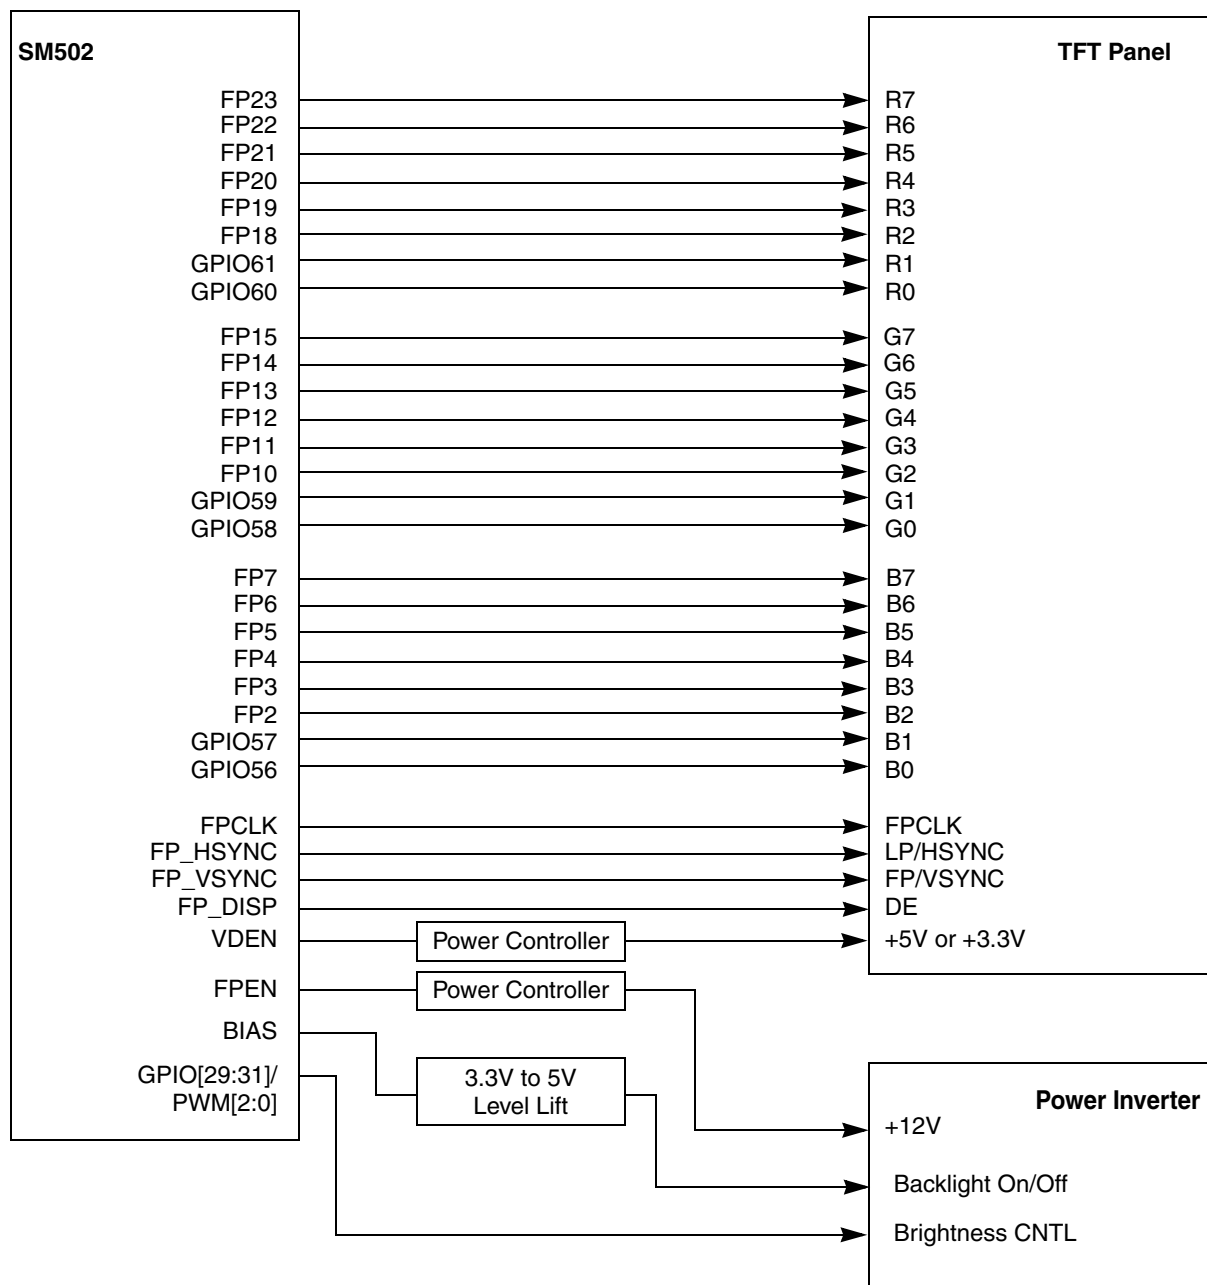 SM502
TFT Panel
FP23 R7
FP22 R6
FP21 R5
FP20 R4
FP19 R3
FP18 R2
GPIO61 R1
GPIO60 R0
FP15 G7
FP14 G6
FP13 G5
FP12 G4
FP11 G3
FP10 G2
GPIO59 G1
GPIO58 G0
FP7 B7
FP6 B6
FP5 B5
FP4 B4
FP3 B3
FP2 B2
GPIO57 B1
GPIO56 B0
FPCLK FPCLK
FP_HSYNC LP/HSYNC
FP_VSYNC FP/VSYNC
FP_DISP DE
VDEN Power Controller +5V or +3.3V
FPEN Power Controller
BIAS
GPIO[29:31]/
PWM[2:0]
3.3V to 5V
Level Lift
Power Inverter
+12V
Backlight On/Off
Brightness CNTL